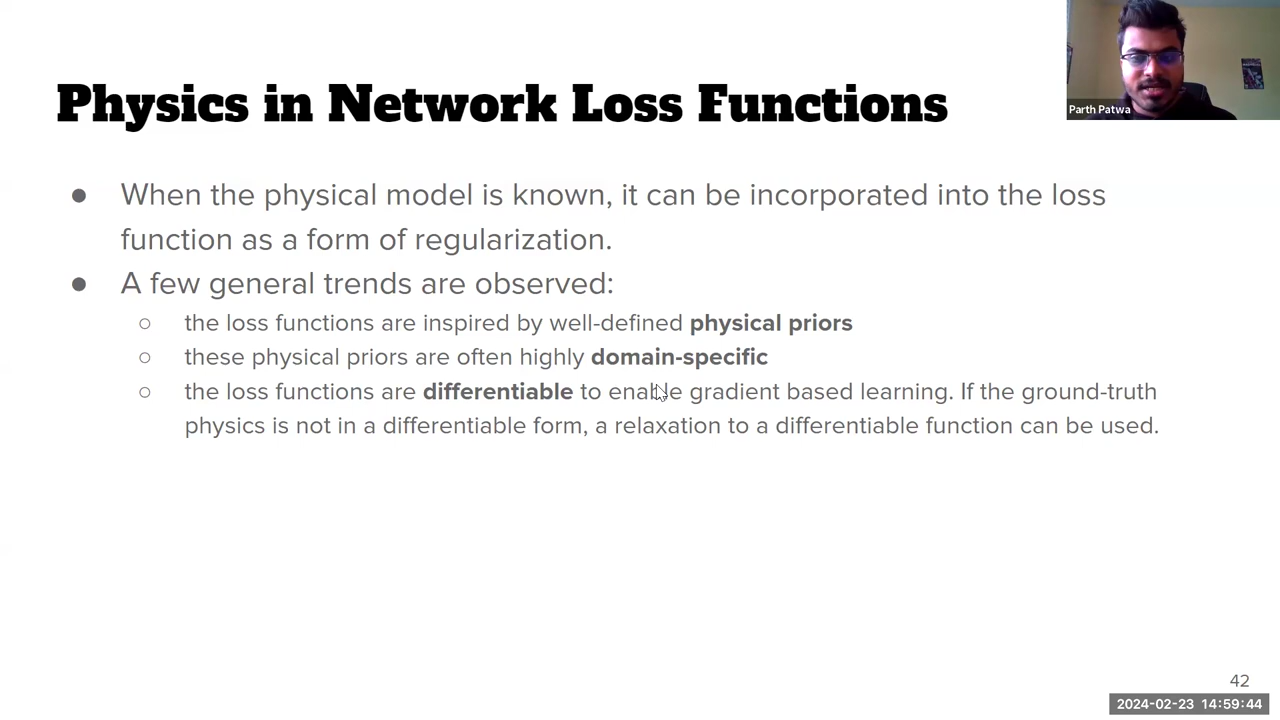 Physics in Network Loss Functions
Parth Patwa
● When the physical model is known, it can be incorporated into the loss
function as a form of regularization.
● A few general trends are observed:
○ the loss functions are inspired by well-defined physical priors
○ these physical priors are often highly domain-specific
○ the loss functions are differentiable to enable gradient based learning. If the ground-truth
physics is not in a differentiable form, a relaxation to a differentiable function can be used.
42
2024-02-23 14:59:44